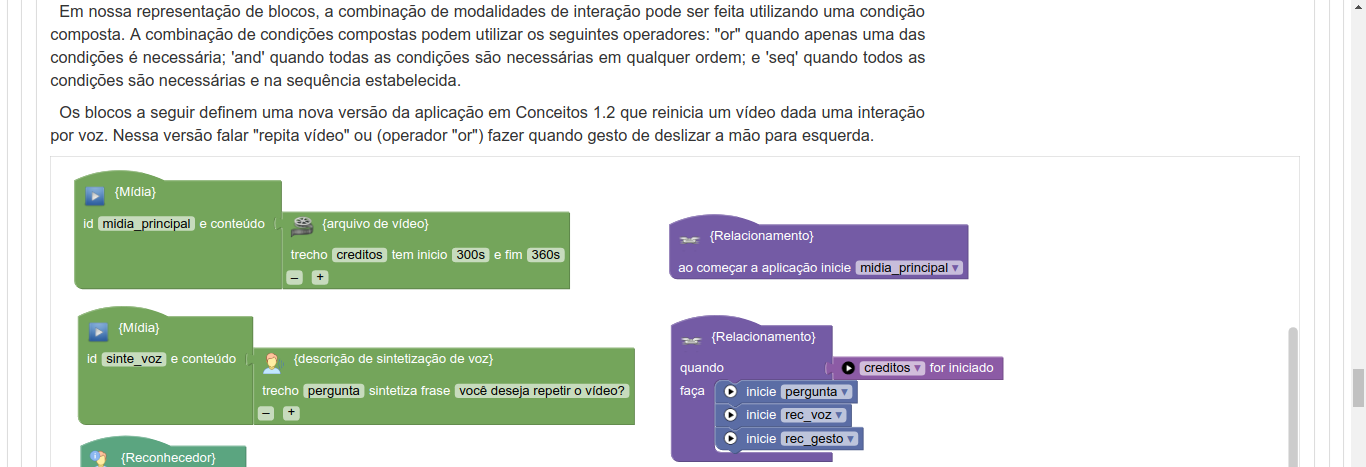 Em nossa representação de blocos, a combinação de modalidades de interação pode ser feita utilizando uma condição
composta. A combinação de condições compostas podem utilizar os seguintes operadores: "or" quando apenas uma das
condições é necessária; 'and' quando todas as condições são necessárias em qualquer ordem; e 'seq' quando todos as
condições são necessárias e na sequência estabelecida.
Os blocos a seguir definem uma nova versão da aplicação em Conceitos 1.2 que reinicia um vídeo dada uma interação
por voz. Nessa versão falar "repita vídeo" ou (operador "or") fazer quando gesto de deslizar a mão para esquerda.
{Mídia}
id midia_principal e conteúdo
{arquivo de vídeo}
trecho creditos tem inicio 300s e fim 360s
– +
{Relacionamento}
ao começar a aplicação inicie midia_principal
{Mídia}
id sinte_voz e conteúdo
{descrição de sintetização de voz}
trecho pergunta sintetiza frase você deseja repetir o vídeo?
– +
{Relacionamento}
quando
creditos for iniciado
faça
inicie pergunta
inicie rec_voz
inicie rec_gesto
{Reconhecedor}